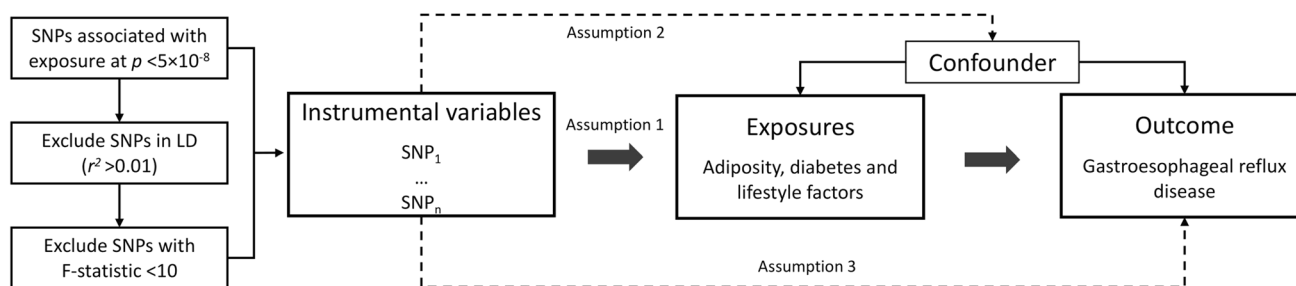 SNPs associated with
exposure at p <5×10⁻⁸
Exclude SNPs in LD
(r² >0.01)
Exclude SNPs with
F-statistic <10
Instrumental variables
SNP₁
...
SNPₙ
Assumption 2
Assumption 1
Assumption 3
Confounder
Exposures
Adiposity, diabetes and
lifestyle factors
Outcome
Gastroesophageal reflux
disease